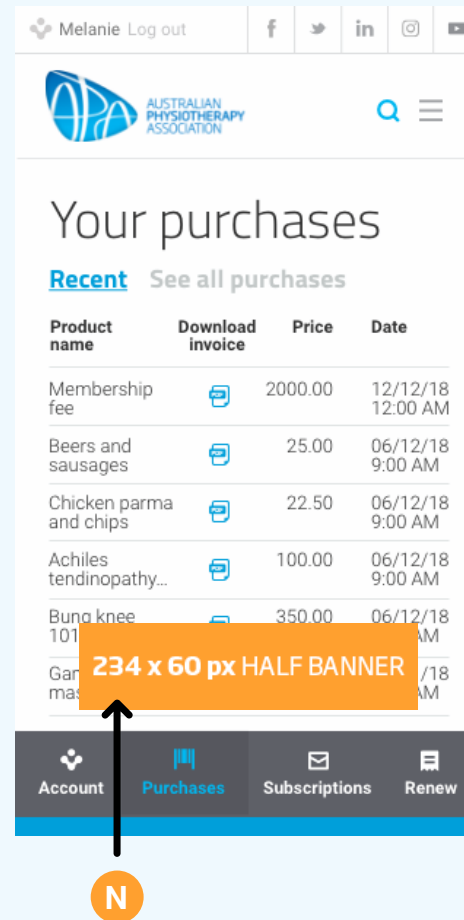 Melanie Log out
AUSTRALIAN
PHYSIOTHERAPY
ASSOCIATION
Your purchases
Recent See all purchases
Product name Download invoice Price Date
Membership fee 2000.00 12/12/18 12:00 AM
Beers and sausages 25.00 06/12/18 9:00 AM
Chicken parma and chips 22.50 06/12/18 9:00 AM
Achiles tendinopathy... 100.00 06/12/18 9:00 AM
Bung knee 101 350.00 06/12/18
234 x 60 px HALF BANNER
Account Purchases Subscriptions Renew
N